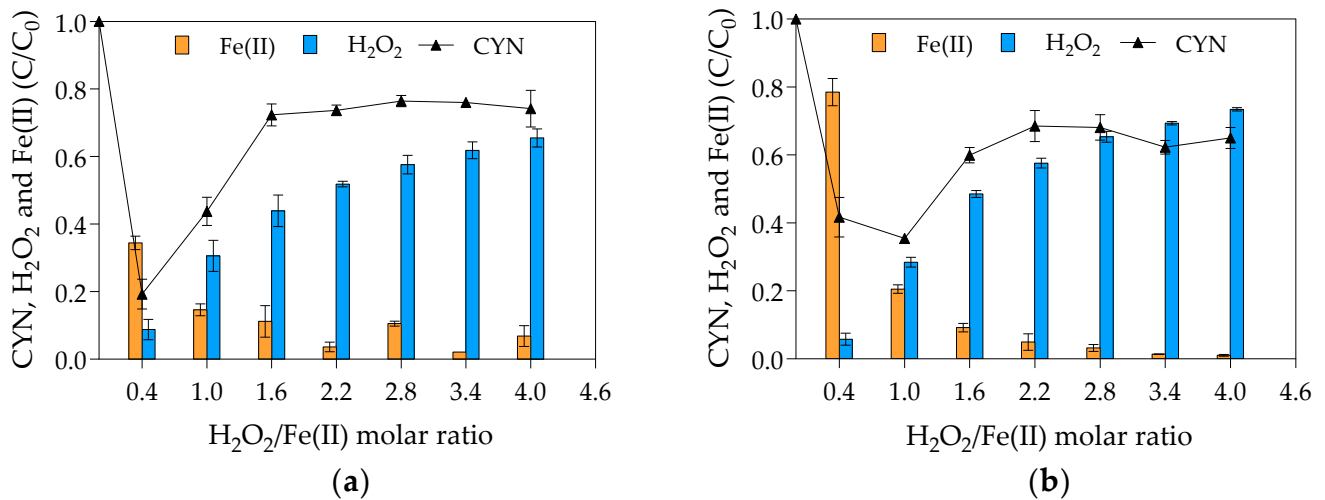 CYN, H₂O₂ and Fe(II) (C/C₀)
1.0
0.8
0.6
0.4
0.2
0.0
Fe(II) H₂O₂ CYN
0.4 1.0 1.6 2.2 2.8 3.4 4.0 4.6
H₂O₂/Fe(II) molar ratio
(a)
CYN, H₂O₂ and Fe(II) (C/C₀)
1.0
0.8
0.6
0.4
0.2
0.0
Fe(II) H₂O₂ CYN
0.4 1.0 1.6 2.2 2.8 3.4 4.0 4.6
H₂O₂/Fe(II) molar ratio
(b)